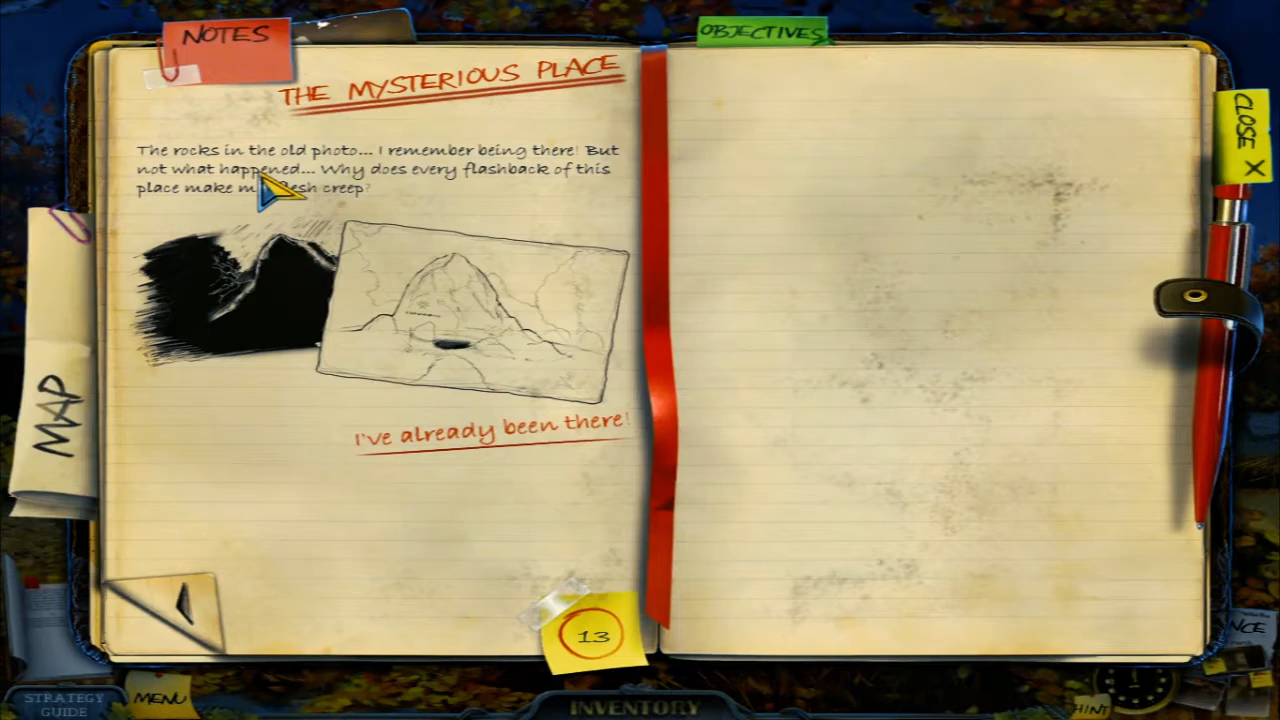 NOTES
OBJECTIVES
CLOSE X
THE MYSTERIOUS PLACE
The rocks in the old photo... I remember being there! But
not what happened... Why does every flashback of this
place make m flesh creep?
I've already been there!
MAP
13
STRATEGY
GUIDE
MENU
INVENTORY
HINT
NCE